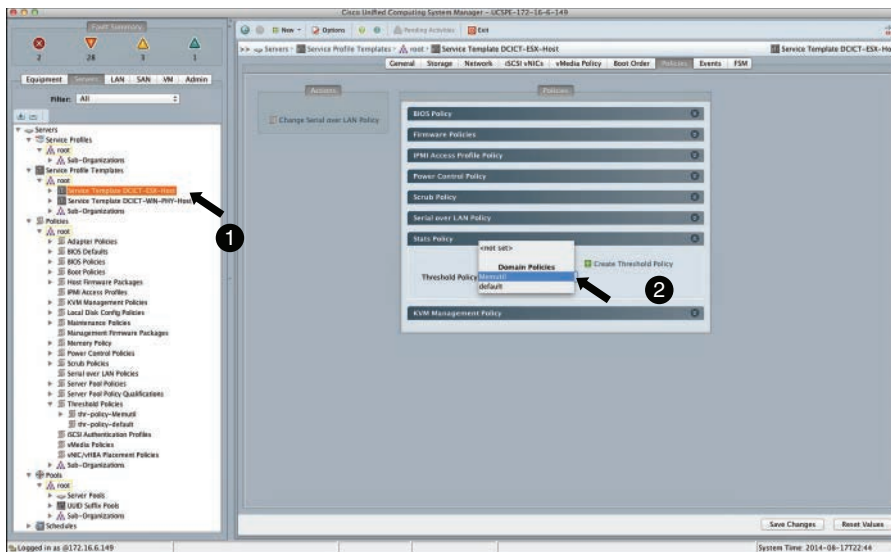 Cisco Unified Computing System Manager - UCSPE-172-16-6-149
Fault Summary
2 28 3 1
Equipment Servers LAN SAN VM Admin
Filter: All
Servers
Service Profiles
root
Sub-Organizations
Service Profile Templates
root
Service Template DCICT-ESX-Host
Service Template DCICT-WIN-PHY-Host
Sub-Organizations
Policies
root
Adapter Policies
BIOS Defaults
BIOS Policies
Boot Policies
Host Firmware Packages
IPMI Access Profiles
KVM Management Policies
Local Disk Config Policies
Maintenance Policies
Management Firmware Packages
Memory Policy
Power Control Policies
Scrub Policies
Serial over LAN Policies
Server Pool Policies
Server Pool Policy Qualifications
Threshold Policies
thr-policy-Memutil
thr-policy-default
iSCSI Authentication Profiles
vMedia Policies
vNIC/vHBA Placement Policies
Sub-Organizations
Pools
root
Server Pools
UUID Suffix Pools
Sub-Organizations
Schedules
1
New Options Pending Activities Exit
>> Servers Service Profile Templates root Service Template DCICT-ESX-Host
Service Template DCICT-ESX-Ho
General Storage Network iSCSI vNICs vMedia Policy Boot Order Policies Events FSM
Actions
Change Serial over LAN Policy
Policies
BIOS Policy
Firmware Policies
IPMI Access Profile Policy
Power Control Policy
Scrub Policy
Serial over LAN Policy
Stats Policy
<not set>
Domain Policies
Threshold Policy
Memutil
default
Create Threshold Policy
2
KVM Management Policy
Save Changes Reset Values
Logged in as @172.16.6.149
System Time: 2014-08-17T22:44